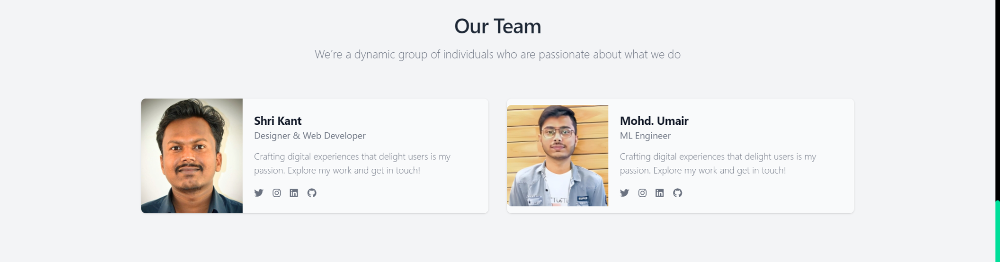 Our Team
We’re a dynamic group of individuals who are passionate about what we do
Shri Kant
Designer & Web Developer
Crafting digital experiences that delight users is my
passion. Explore my work and get in touch!
Mohd. Umair
ML Engineer
Crafting digital experiences that delight users is my
passion. Explore my work and get in touch!
SUPER